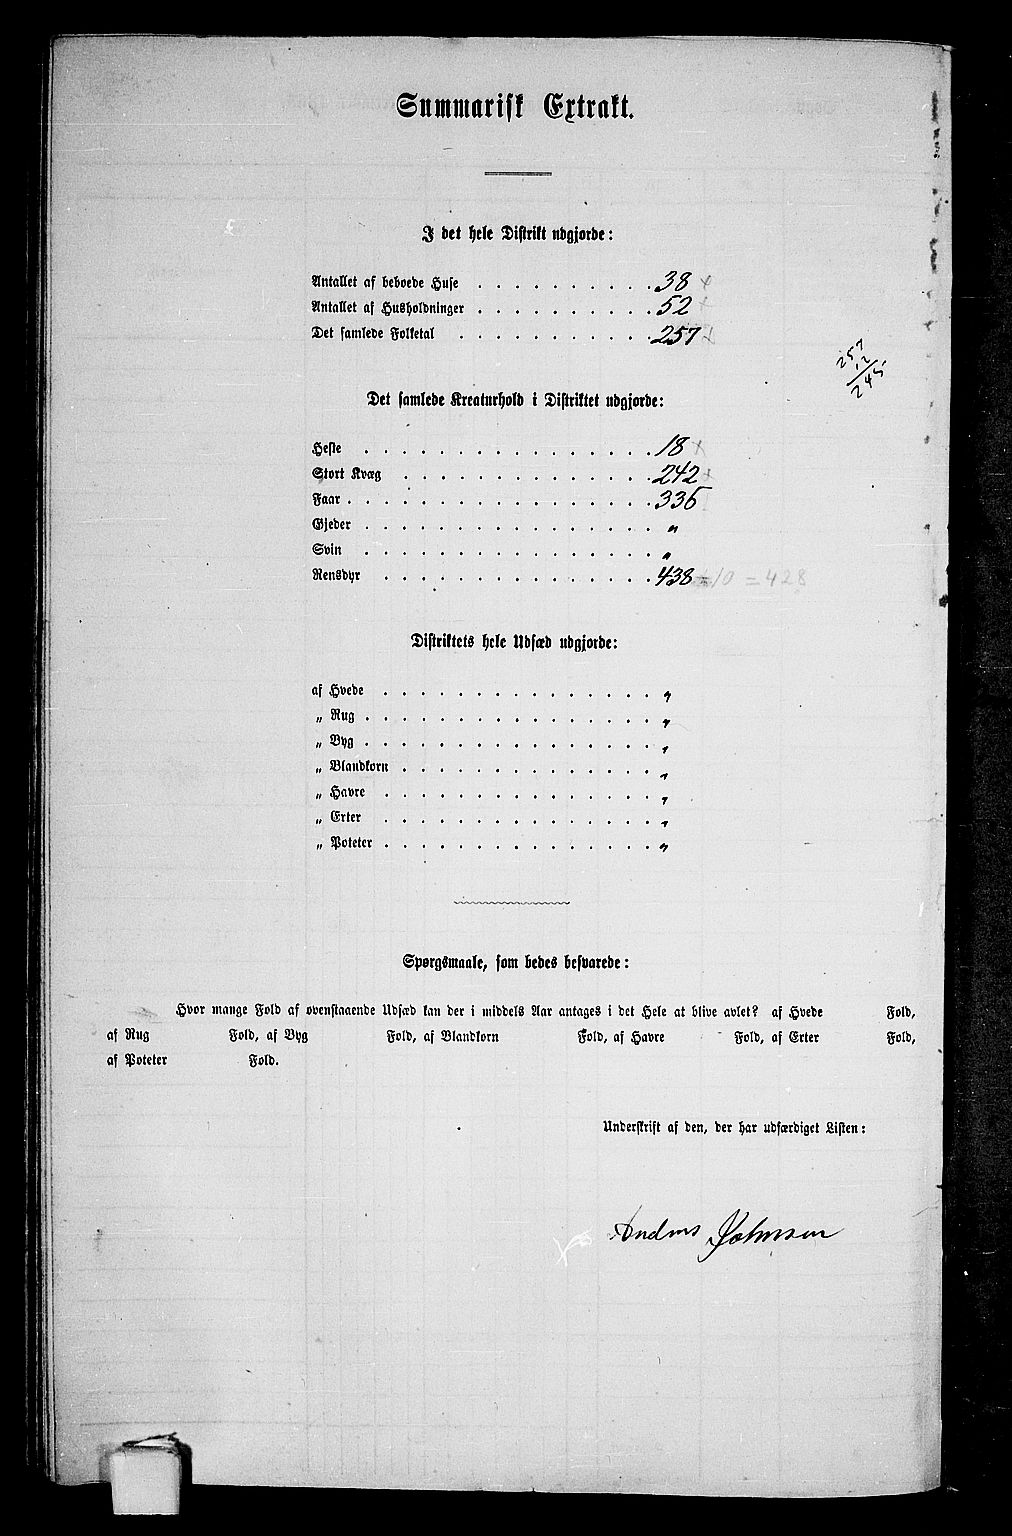 Summarisk Extrakt.
I det hele Distrikt udgjorde:
Antallet af beboede Huse . . . . . . . . . . 38 +
Antallet af Husholdninger . . . . . . . . . . 52 +
Det samlede Folketal . . . . . . . . . . . 257 +
257
12
245
Det samlede Kreaturhold i Distriktet udgjorde:
Heste . . . . . . . . . . . . . . . . 18 +
Stort Kvæg . . . . . . . . . . . . . . 242 +
Faar . . . . . . . . . . . . . . . . . 336
Gjeder . . . . . . . . . . . . . . . . "
Svin . . . . . . . . . . . . . . . . "
Rensdyr . . . . . . . . . . . . . . . 438 ÷ 10 = 428
Distriktets hele Udsæd udgjorde:
af Hvede . . . . . . . . . . . . . . . "
„ Rug . . . . . . . . . . . . . . . . "
„ Byg . . . . . . . . . . . . . . . . "
„ Blandkorn . . . . . . . . . . . . . . "
„ Havre . . . . . . . . . . . . . . . "
„ Erter . . . . . . . . . . . . . . . "
„ Poteter . . . . . . . . . . . . . . . "
Spørgsmaale, som bedes besvarede:
Hvor mange Fold af ovenstaaende Udsæd kan der i middels Aar antages i det Hele at blive avlet? af Hvede Fold,
af Rug Fold, af Byg Fold, af Blandkorn Fold, af Havre Fold, af Erter Fold,
af Poteter Fold.
Underskrift af den, der har udfærdiget Listen:
Andreas Johnsen